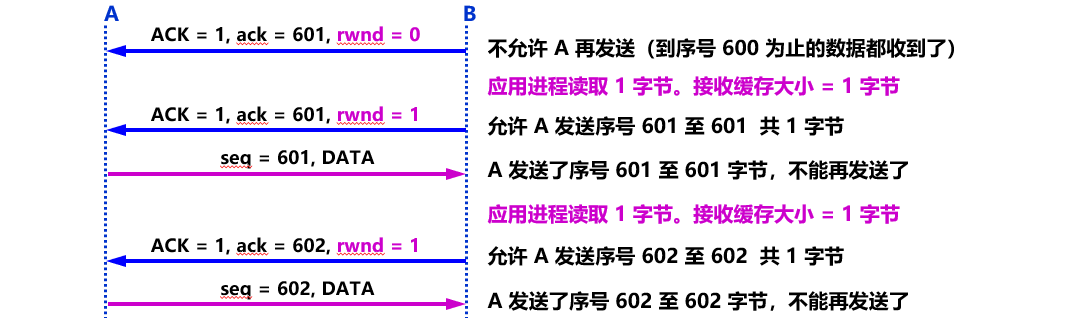 A B
ACK = 1, ack = 601, rwnd = 0
不允许 A 再发送（到序号 600 为止的数据都收到了）
应用进程读取 1 字节。接收缓存大小 = 1 字节
ACK = 1, ack = 601, rwnd = 1
允许 A 发送序号 601 至 601 共 1 字节
seq = 601, DATA
A 发送了序号 601 至 601 字节，不能再发送了
应用进程读取 1 字节。接收缓存大小 = 1 字节
ACK = 1, ack = 602, rwnd = 1
允许 A 发送序号 602 至 602 共 1 字节
seq = 602, DATA
A 发送了序号 602 至 602 字节，不能再发送了